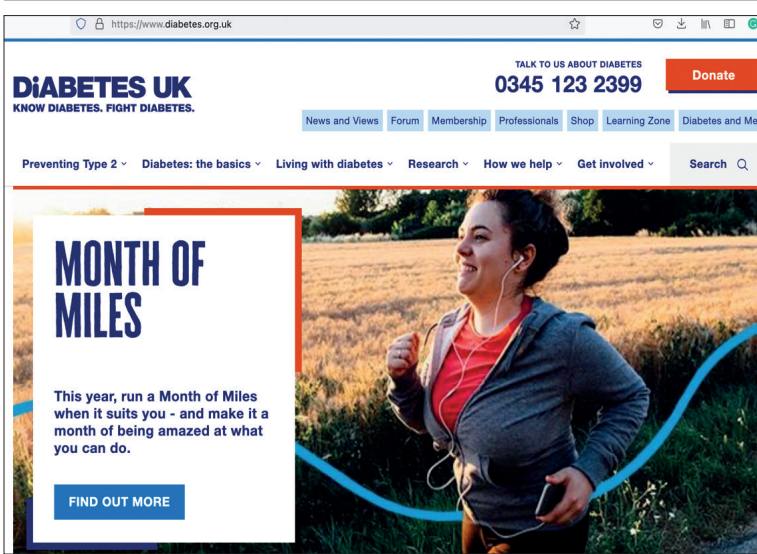 https://www.diabetes.org.uk
TALK TO US ABOUT DIABETES
0345 123 2399
Donate
DiABETES UK
KNOW DIABETES. FIGHT DIABETES.
News and Views Forum Membership Professionals Shop Learning Zone Diabetes and Me
Preventing Type 2 Diabetes: the basics Living with diabetes Research How we help Get involved Search
MONTH OF
MILES
This year, run a Month of Miles
when it suits you - and make it a
month of being amazed at what
you can do.
FIND OUT MORE